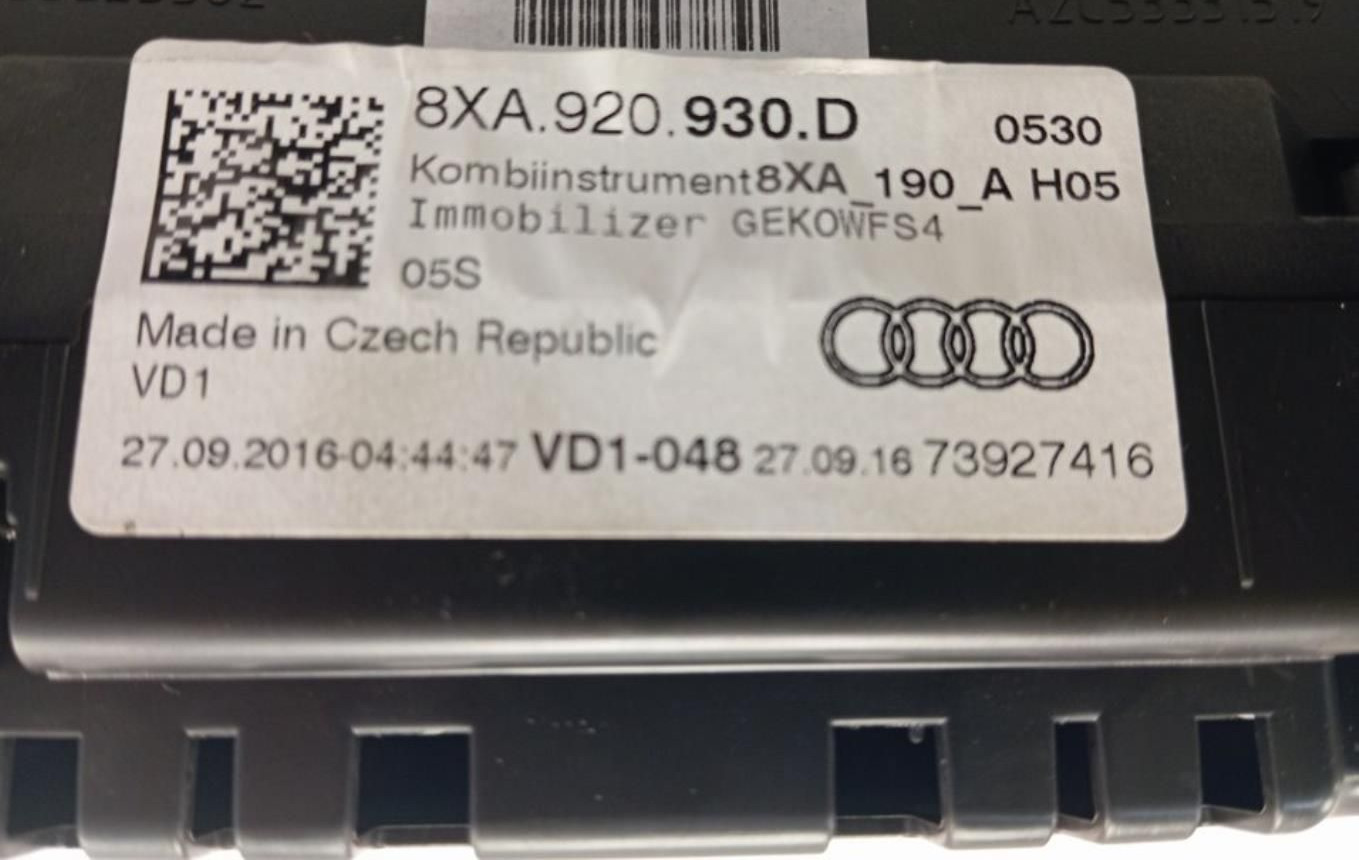 8XA.920.930.D 0530
Kombiinstrument8XA_190_A H05
Immobilizer GEKOWFS4
05S
Made in Czech Republic
VD1
27.09.2016-04:44:47 VD1-048 27.09.16 73927416